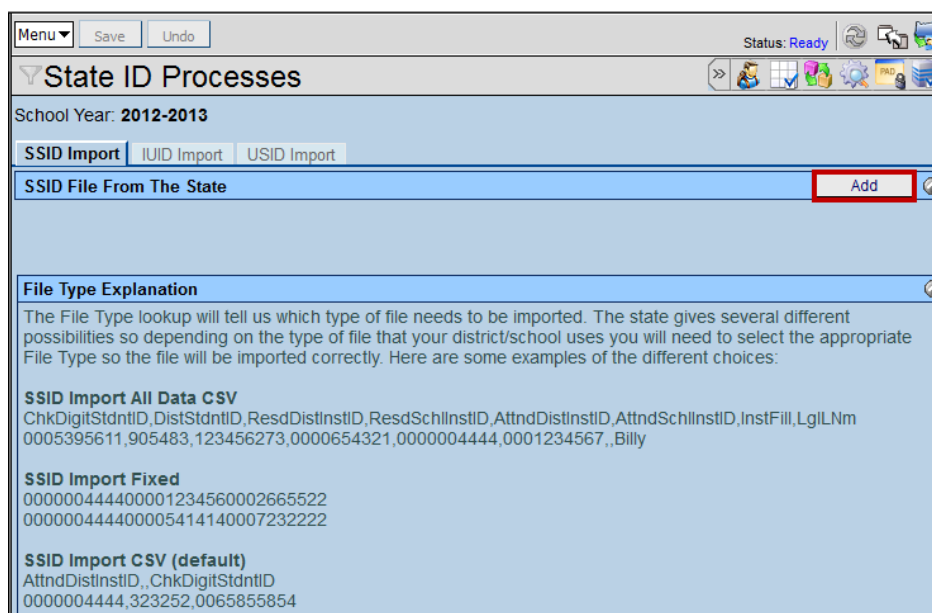 Menu Save Undo Status: Ready
State ID Processes PAD
School Year: 2012-2013
SSID Import IUID Import USID Import
SSID File From The State Add
File Type Explanation
The File Type lookup will tell us which type of file needs to be imported. The state gives several different
possibilities so depending on the type of file that your district/school uses you will need to select the appropriate
File Type so the file will be imported correctly. Here are some examples of the different choices:
SSID Import All Data CSV
ChkDigitStdntID,DistStdntID,ResdDistInstID,ResdSchlInstID,AttndDistInstID,AttndSchlInstID,InstFill,LglLNm
0005395611,905483,123456273,0000654321,0000004444,0001234567,,Billy
SSID Import Fixed
000000444400001234560002665522
000000444400005414140007232222
SSID Import CSV (default)
AttndDistInstID,,ChkDigitStdntID
0000004444,323252,0065855854